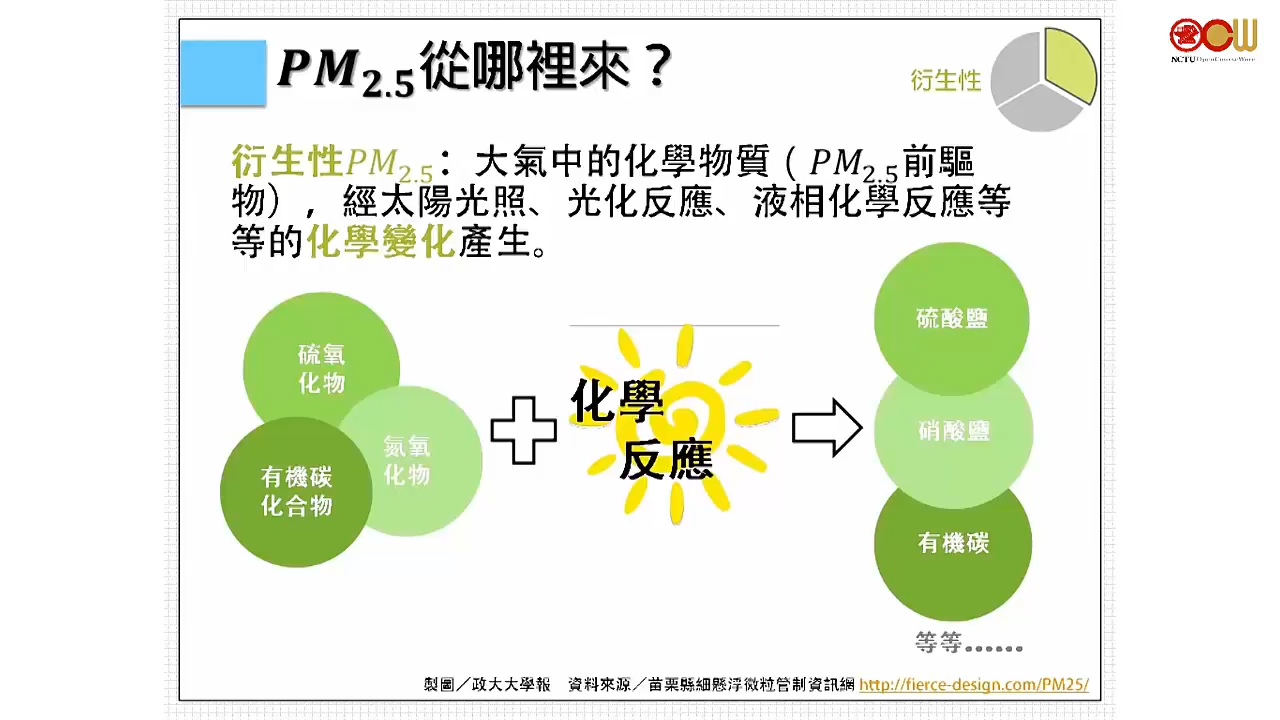 PM2.5從哪裡來？
衍生性
NCTU OpenCourseWare
衍生性PM2.5：大氣中的化學物質（PM2.5前驅
物），經太陽光照、光化反應、液相化學反應等
等的化學變化產生。
硫氧
化物
氮氧
化物
有機碳
化合物
化學
反應
硫酸鹽
硝酸鹽
有機碳
等等......
製圖／政大大學報 資料來源／苗栗縣細懸浮微粒管制資訊網 http://fierce-design.com/PM25/